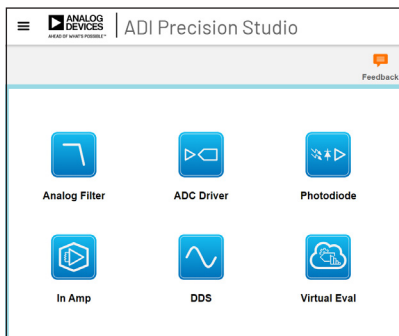 ANALOG
DEVICES
AHEAD OF WHAT'S POSSIBLE™
ADI Precision Studio
Feedback
Analog Filter
ADC Driver
Photodiode
In Amp
DDS
Virtual Eval